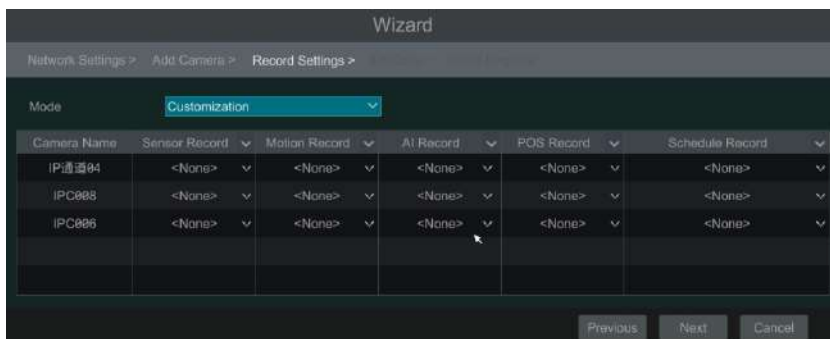 Wizard
Network Settings > Add Camera > Record Settings >
Mode Customization
Camera Name Sensor Record Motion Record AI Record POS Record Schedule Record
IP通道04 <None> <None> <None> <None> <None>
IPC008 <None> <None> <None> <None> <None>
IPC006 <None> <None> <None> <None> <None>
Previous Next Cancel